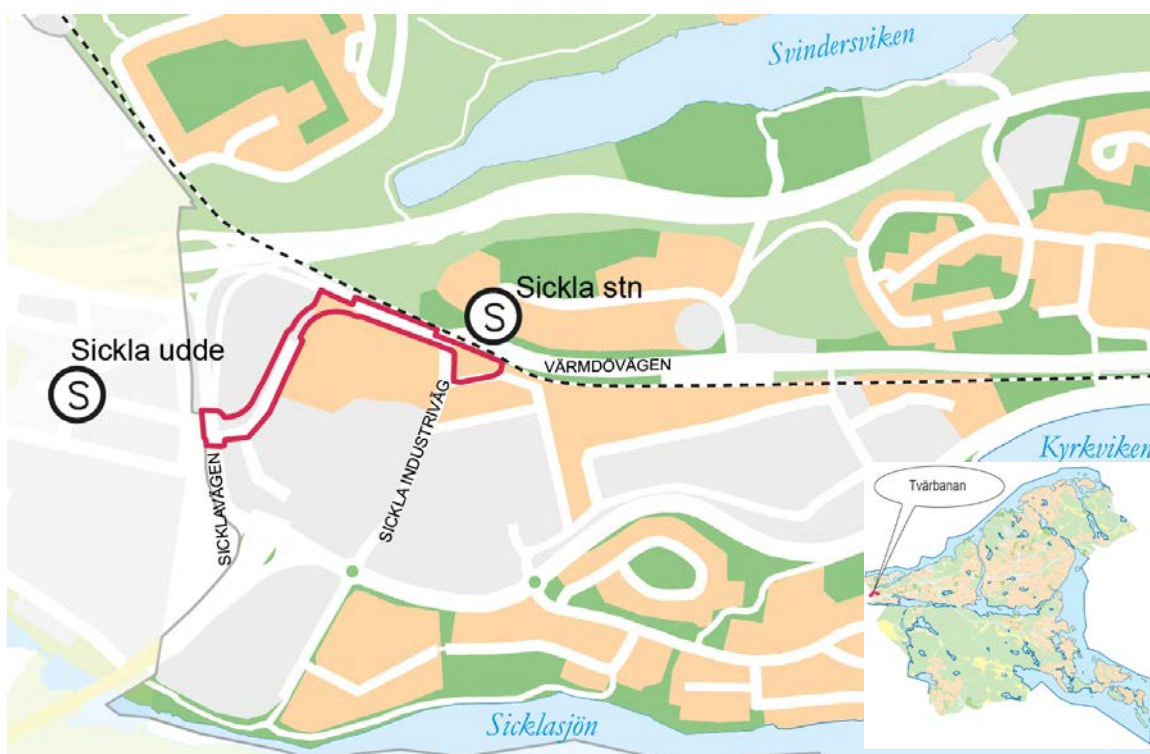 Svindersviken
Sickla stn
S
Sickla udde
S
VÄRMDÖVÄGEN
SICKLAVÄGEN
SICKLA INDUSTRIVÄG
Kyrkviken
Tvärbanan
Sicklasjön